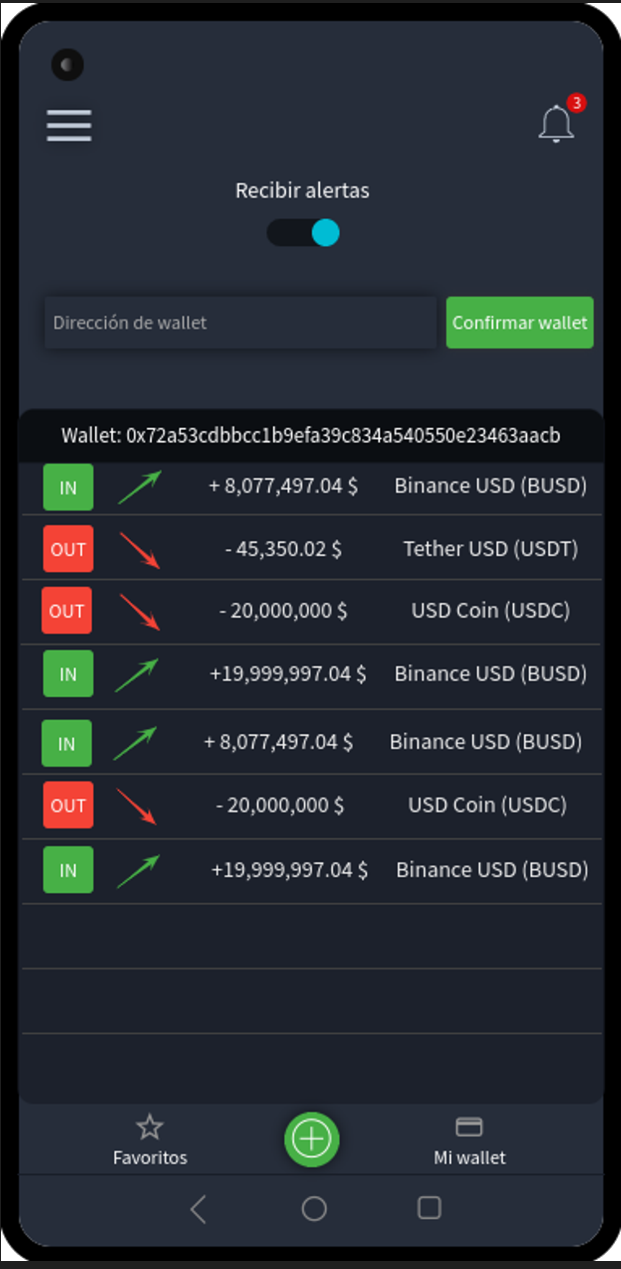 3
Recibir alertas
Dirección de wallet Confirmar wallet
Wallet: 0x72a53cdbbcc1b9efa39c834a540550e23463aacb
IN + 8,077,497.04 $ Binance USD (BUSD)
OUT - 45,350.02 $ Tether USD (USDT)
OUT - 20,000,000 $ USD Coin (USDC)
IN +19,999,997.04 $ Binance USD (BUSD)
IN + 8,077,497.04 $ Binance USD (BUSD)
OUT - 20,000,000 $ USD Coin (USDC)
IN +19,999,997.04 $ Binance USD (BUSD)
Favoritos Mi wallet